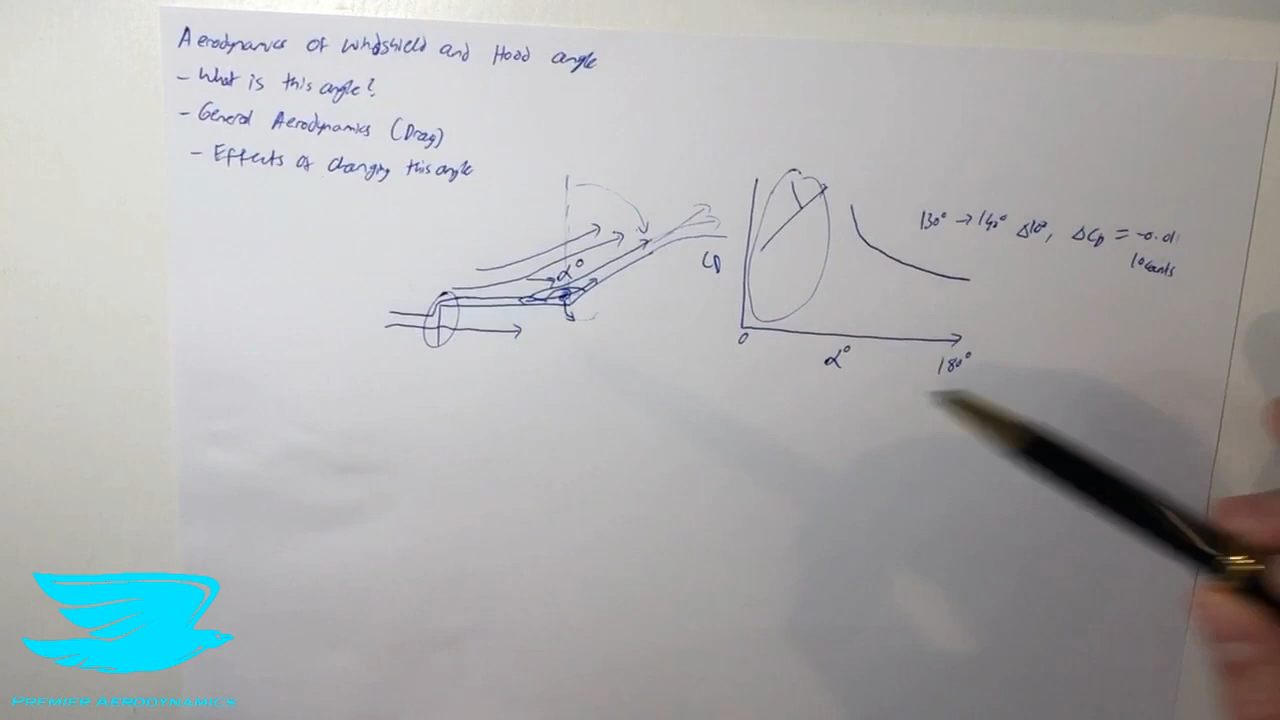 Aerodynamics of Windshield and Hood angle
- What is this angle?
- General Aerodynamics (Drag)
- Effects of changing this angle
α°
CD
0
α°
180°
130° → 140° Δ10°, ΔCD = -0.01
10 counts
PREMIER AERODYNAMICS